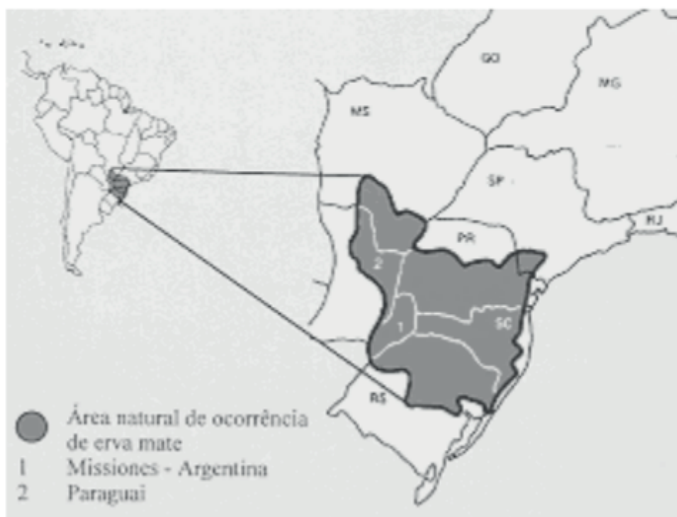 GO
MG
MS
SP
RJ
PR
2
SC
1
RS
Área natural de ocorrência
de erva mate
1 Missiones - Argentina
2 Paraguai